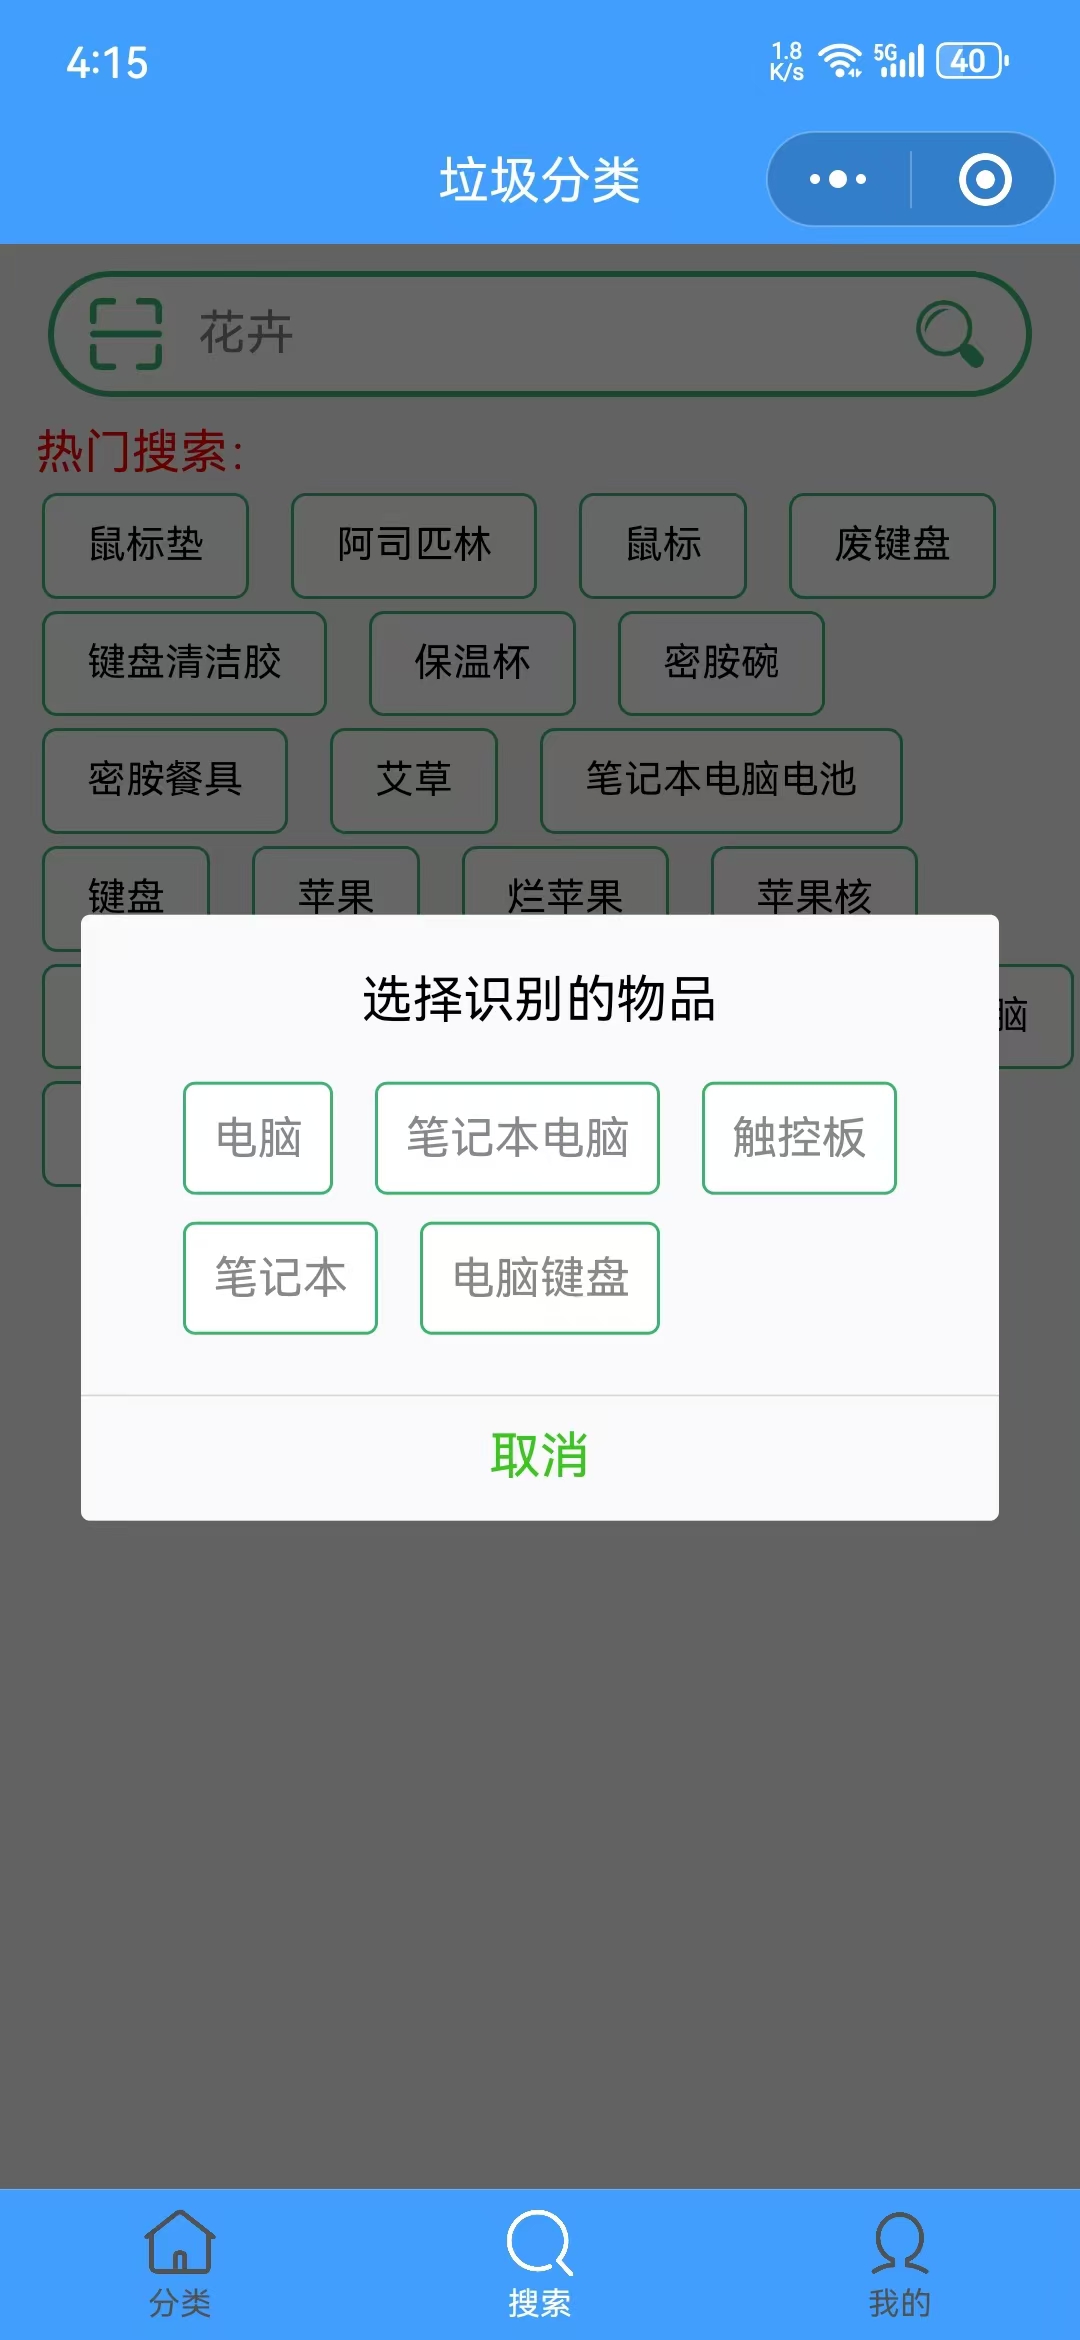 4:15
1.8 K/s 5G 40
垃圾分类
花卉
热门搜索:
鼠标垫 阿司匹林 鼠标 废键盘
键盘清洁胶 保温杯 密胺碗
密胺餐具 艾草 笔记本电脑电池
键盘 苹果 烂苹果 苹果核
脑
选择识别的物品
电脑 笔记本电脑 触控板
笔记本 电脑键盘
取消
分类 搜索 我的